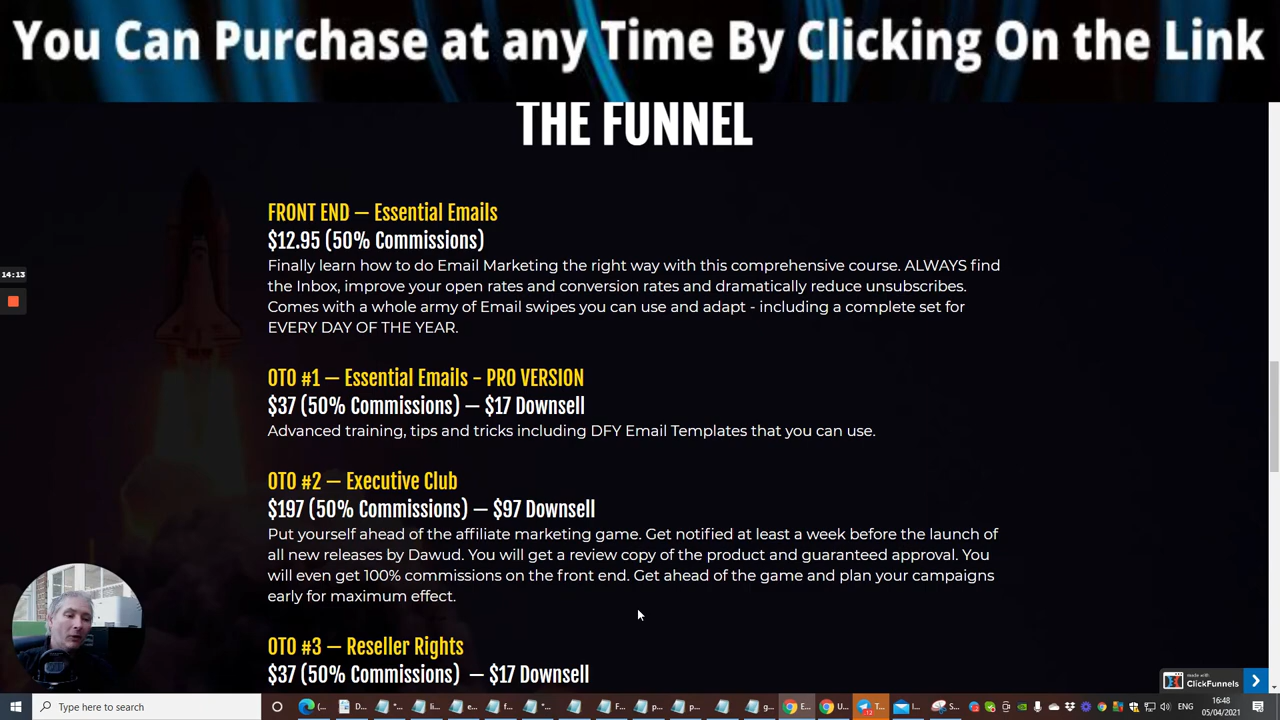 You Can Purchase at any Time By Clicking On the Link
THE FUNNEL
FRONT END — Essential Emails
$12.95 (50% Commissions)
Finally learn how to do Email Marketing the right way with this comprehensive course. ALWAYS find
the Inbox, improve your open rates and conversion rates and dramatically reduce unsubscribes.
Comes with a whole army of Email swipes you can use and adapt - including a complete set for
EVERY DAY OF THE YEAR.
14:13
OTO #1 — Essential Emails - PRO VERSION
$37 (50% Commissions) — $17 Downsell
Advanced training, tips and tricks including DFY Email Templates that you can use.
OTO #2 — Executive Club
$197 (50% Commissions) — $97 Downsell
Put yourself ahead of the affiliate marketing game. Get notified at least a week before the launch of
all new releases by Dawud. You will get a review copy of the product and guaranteed approval. You
will even get 100% commissions on the front end. Get ahead of the game and plan your campaigns
early for maximum effect.
OTO #3 — Reseller Rights
$37 (50% Commissions) — $17 Downsell
made with
ClickFunnels
Type here to search
ENG
16:48
05/04/2021